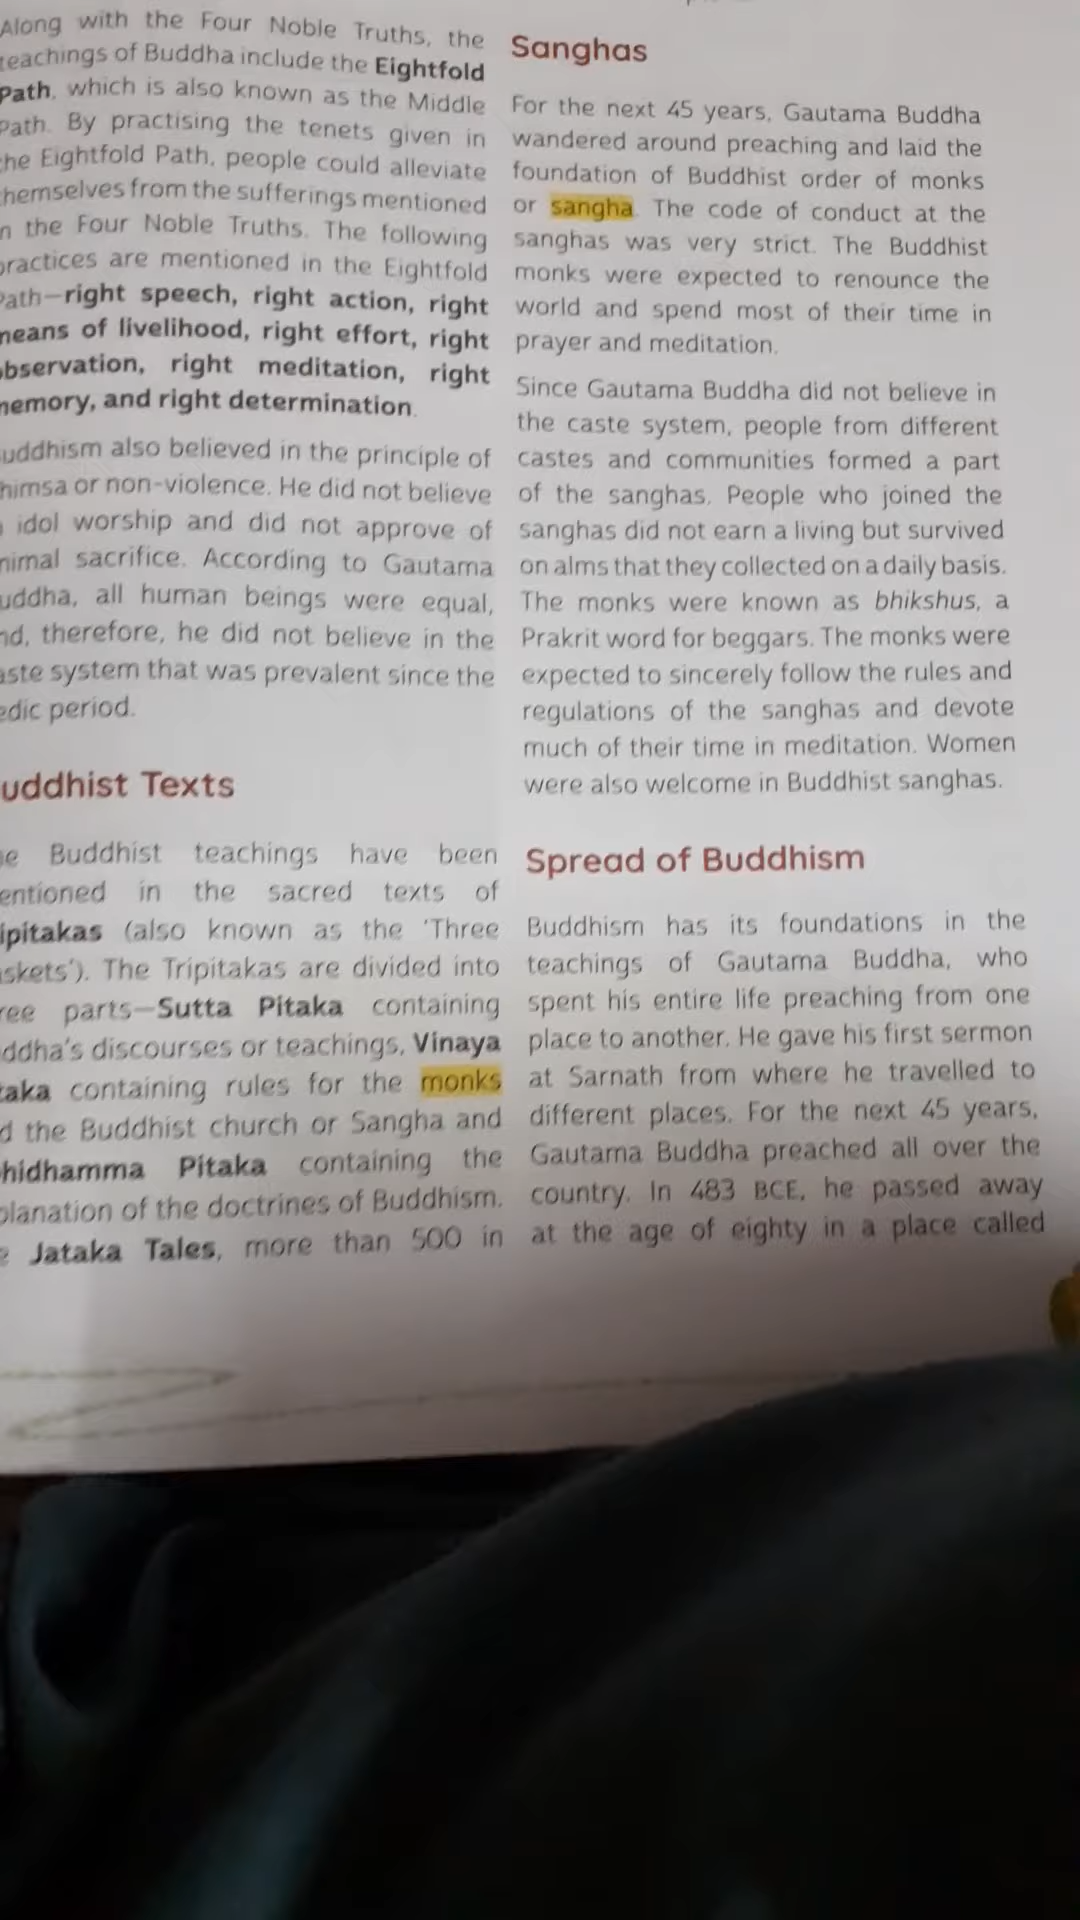 Along with the Four Noble Truths, the
teachings of Buddha include the Eightfold
Path, which is also known as the Middle
Path. By practising the tenets given in
the Eightfold Path, people could alleviate
themselves from the sufferings mentioned
in the Four Noble Truths. The following
practices are mentioned in the Eightfold
Path—right speech, right action, right
means of livelihood, right effort, right
observation, right meditation, right
memory, and right determination.
uddhism also believed in the principle of
himsa or non-violence. He did not believe
idol worship and did not approve of
nimal sacrifice. According to Gautama
uddha, all human beings were equal,
nd, therefore, he did not believe in the
aste system that was prevalent since the
edic period.
uddhist Texts
e Buddhist teachings have been
entioned in the sacred texts of
ipitakas (also known as the 'Three
skets'). The Tripitakas are divided into
ree parts—Sutta Pitaka containing
ddha's discourses or teachings, Vinaya
taka containing rules for the monks
d the Buddhist church or Sangha and
hidhamma Pitaka containing the
planation of the doctrines of Buddhism.
e Jataka Tales, more than 500 in
Sanghas
For the next 45 years, Gautama Buddha
wandered around preaching and laid the
foundation of Buddhist order of monks
or sangha. The code of conduct at the
sanghas was very strict. The Buddhist
monks were expected to renounce the
world and spend most of their time in
prayer and meditation.
Since Gautama Buddha did not believe in
the caste system, people from different
castes and communities formed a part
of the sanghas. People who joined the
sanghas did not earn a living but survived
on alms that they collected on a daily basis.
The monks were known as bhikshus, a
Prakrit word for beggars. The monks were
expected to sincerely follow the rules and
regulations of the sanghas and devote
much of their time in meditation. Women
were also welcome in Buddhist sanghas.
Spread of Buddhism
Buddhism has its foundations in the
teachings of Gautama Buddha, who
spent his entire life preaching from one
place to another. He gave his first sermon
at Sarnath from where he travelled to
different places. For the next 45 years,
Gautama Buddha preached all over the
country. In 483 BCE, he passed away
at the age of eighty in a place called